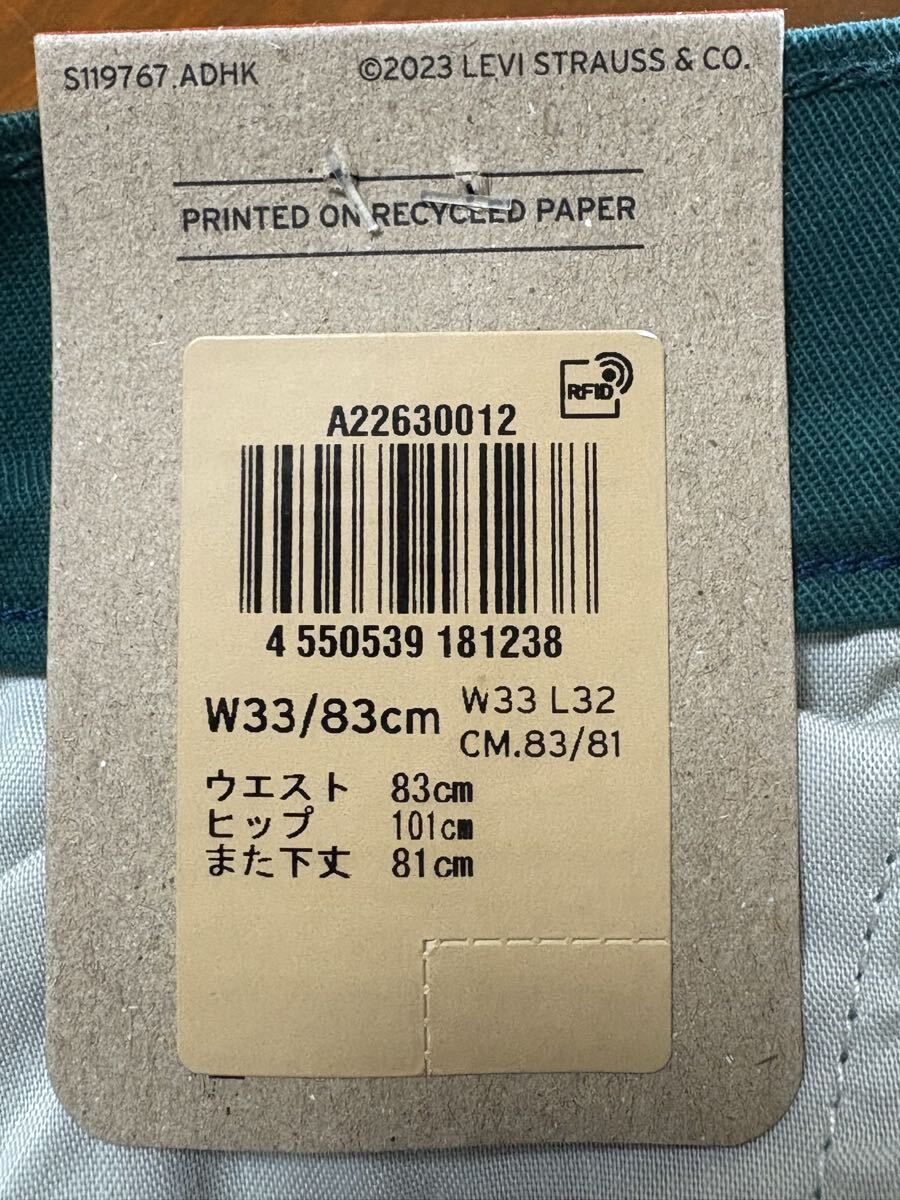 S119767.ADHK ©2023 LEVI STRAUSS & CO.
PRINTED ON RECYCLED PAPER
RFID
A22630012
4 550539 181238
W33/83cm
W33 L32
CM.83/81
ウエスト 83cm
ヒップ 101cm
また下丈 81cm